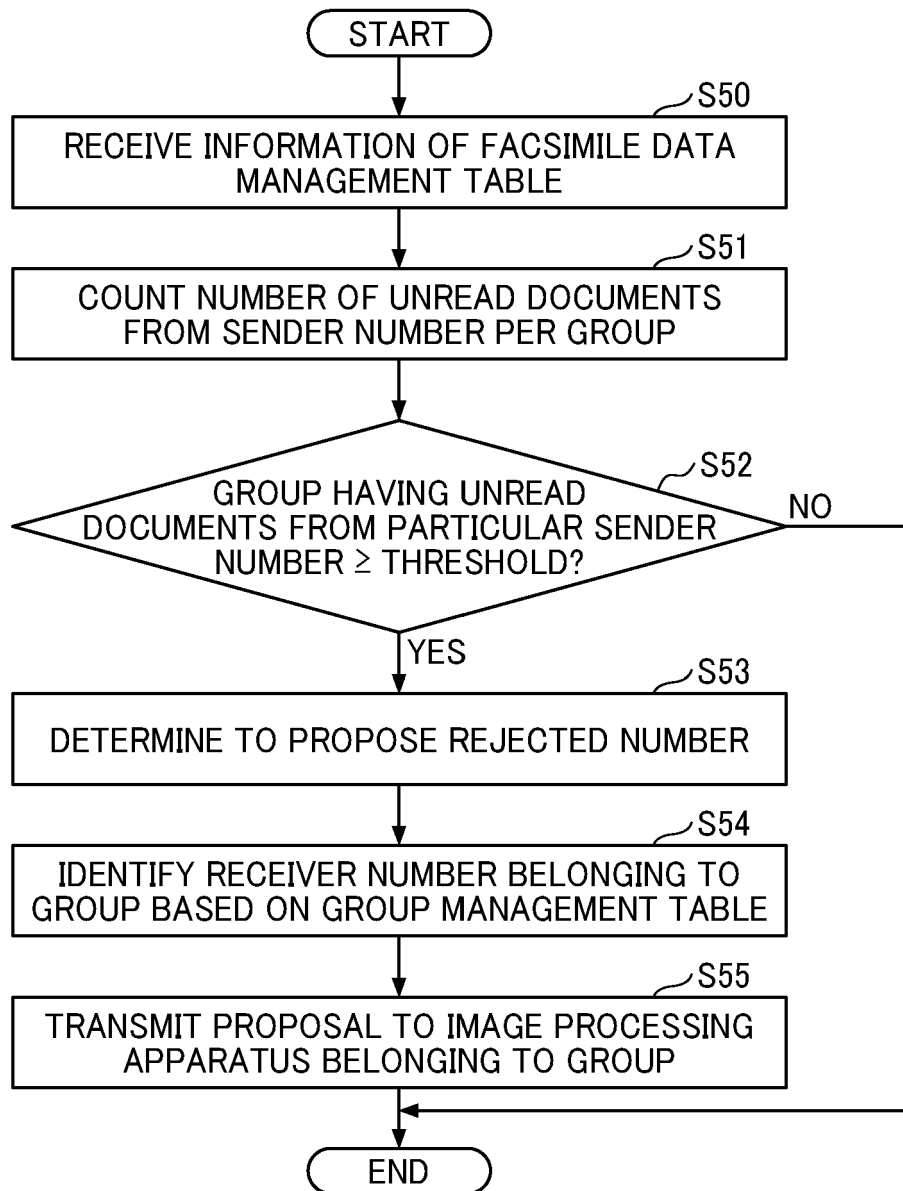 START
S50
RECEIVE INFORMATION OF FACSIMILE DATA
MANAGEMENT TABLE
S51
COUNT NUMBER OF UNREAD DOCUMENTS
FROM SENDER NUMBER PER GROUP
S52
GROUP HAVING UNREAD
DOCUMENTS FROM PARTICULAR SENDER
NUMBER ≥ THRESHOLD?
NO
YES
S53
DETERMINE TO PROPOSE REJECTED NUMBER
S54
IDENTIFY RECEIVER NUMBER BELONGING TO
GROUP BASED ON GROUP MANAGEMENT TABLE
S55
TRANSMIT PROPOSAL TO IMAGE PROCESSING
APPARATUS BELONGING TO GROUP
END